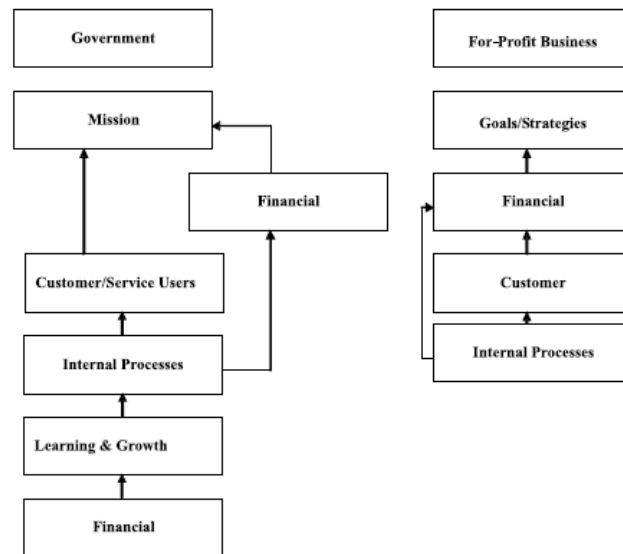 Government
For-Profit Business
Mission
Goals/Strategies
Financial
Financial
Customer/Service Users
Customer
Internal Processes
Internal Processes
Learning & Growth
Financial